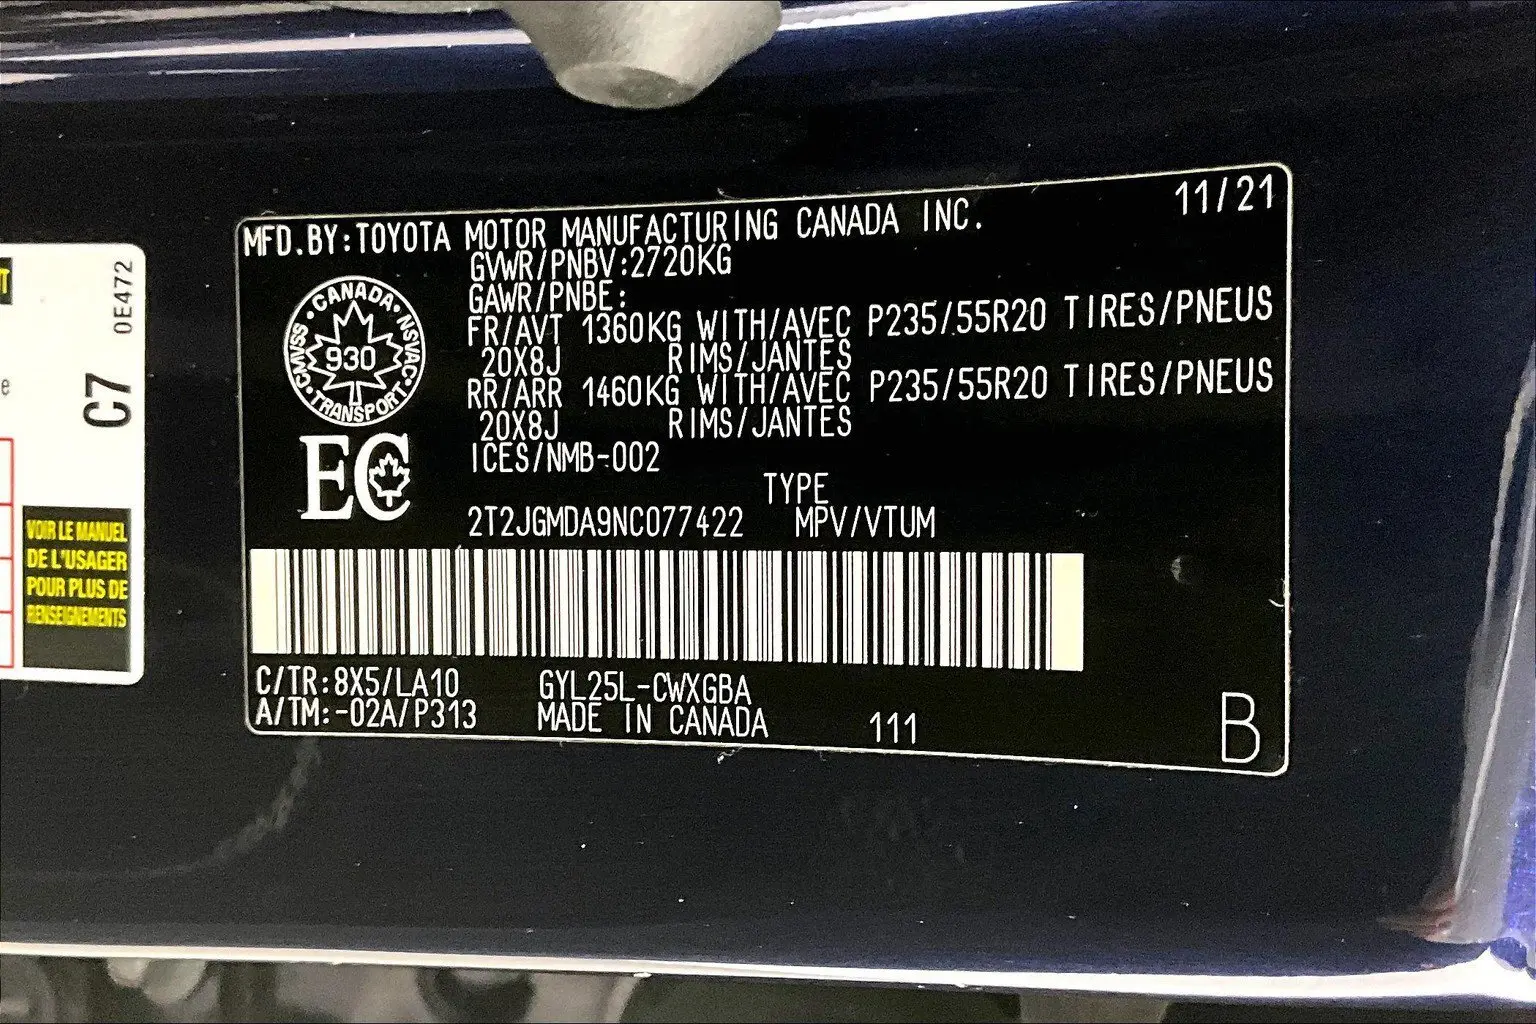 0E472
C7
e
VOIR LE MANUEL
DE L'USAGER
POUR PLUS DE
RENSEIGNEMENTS
11/21
MFD.BY:TOYOTA MOTOR MANUFACTURING CANADA INC.
GVWR/PNBV:2720KG
GAWR/PNBE:
FR/AVT 1360KG WITH/AVEC P235/55R20 TIRES/PNEUS
20X8J RIMS/JANTES
RR/ARR 1460KG WITH/AVEC P235/55R20 TIRES/PNEUS
20X8J RIMS/JANTES
ICES/NMB-002
CANADA • NSVAC • TRANSPORT • CMVSS •
930
EC
TYPE
2T2JGMDA9NC077422 MPV/VTUM
C/TR:8X5/LA10 GYL25L-CWXGBA
A/TM:-02A/P313 MADE IN CANADA 111
B